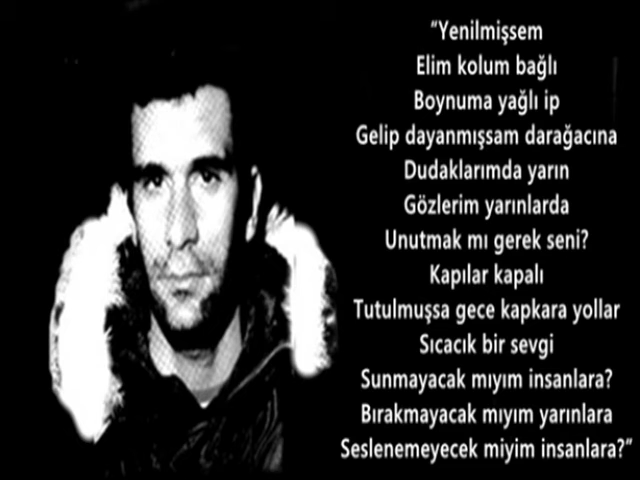 “Yenilmişsem
Elim kolum bağlı
Boynuma yağlı ip
Gelip dayanmışsam darağacına
Dudaklarımda yarın
Gözlerim yarınlarda
Unutmak mı gerek seni?
Kapılar kapalı
Tutulmuşsa gece kapkara yollar
Sıcacık bir sevgi
Sunmayacak mıyım insanlara?
Bırakmayacak mıyım yarınlara
Seslenemeyecek miyim insanlara?”